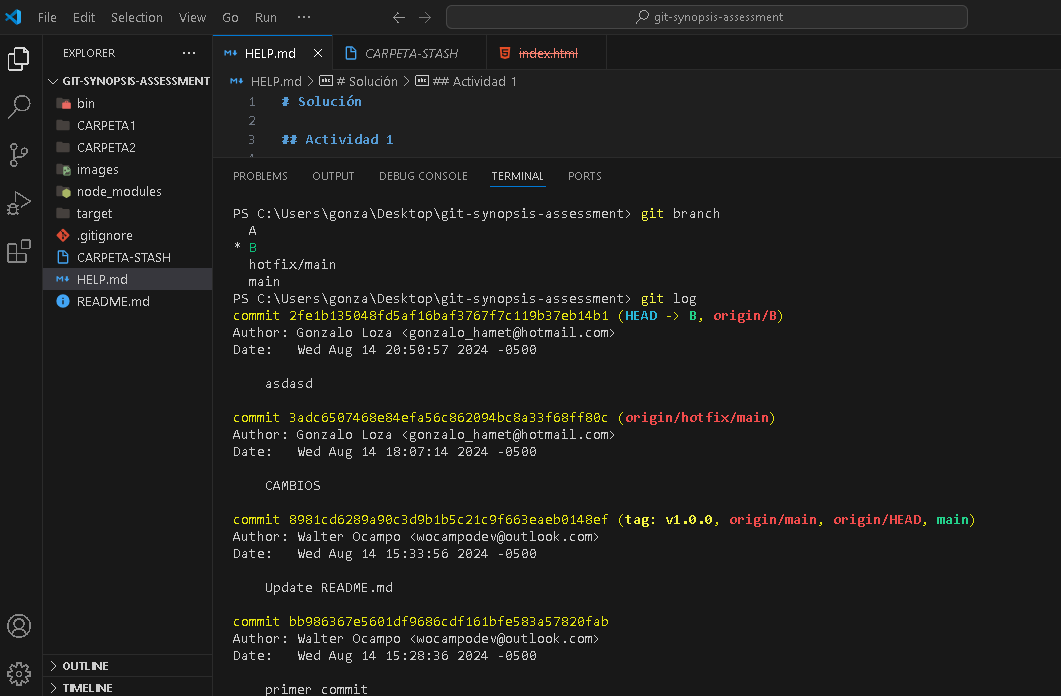 File Edit Selection View Go Run ··· ← → git-synopsis-assessment
EXPLORER ···
GIT-SYNOPSIS-ASSESSMENT
bin
CARPETA1
CARPETA2
images
node_modules
target
.gitignore
CARPETA-STASH
HELP.md
README.md
OUTLINE
TIMELINE
HELP.md CARPETA-STASH index.html
HELP.md > # Solución > ## Actividad 1
1 # Solución
2
3 ## Actividad 1
PROBLEMS OUTPUT DEBUG CONSOLE TERMINAL PORTS
PS C:\Users\gonza\Desktop\git-synopsis-assessment> git branch
A
* B
hotfix/main
main
PS C:\Users\gonza\Desktop\git-synopsis-assessment> git log
commit 2fe1b135048fd5af16baf3767f7c119b37eb14b1 (HEAD -> B, origin/B)
Author: Gonzalo Loza <gonzalo_hamet@hotmail.com>
Date:   Wed Aug 14 20:50:57 2024 -0500
asdasd
commit 3adc6507468e84efa56c862094bc8a33f68ff80c (origin/hotfix/main)
Author: Gonzalo Loza <gonzalo_hamet@hotmail.com>
Date:   Wed Aug 14 18:07:14 2024 -0500
CAMBIOS
commit 8981cd6289a90c3d9b1b5c21c9f663eaeb0148ef (tag: v1.0.0, origin/main, origin/HEAD, main)
Author: Walter Ocampo <wocampodev@outlook.com>
Date:   Wed Aug 14 15:33:56 2024 -0500
Update README.md
commit bb986367e5601df9686cdf161bfe583a57820fab
Author: Walter Ocampo <wocampodev@outlook.com>
Date:   Wed Aug 14 15:28:36 2024 -0500
primer commit